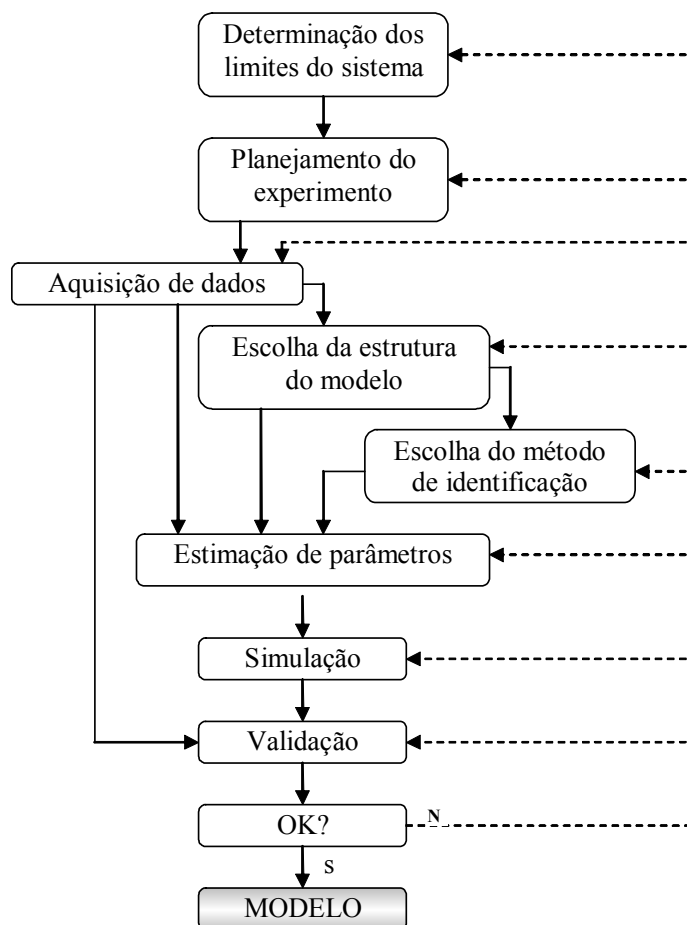 Determinação dos
limites do sistema
Planejamento do
experimento
Aquisição de dados
Escolha da estrutura
do modelo
Escolha do método
de identificação
Estimação de parâmetros
Simulação
Validação
OK?
N
S
MODELO